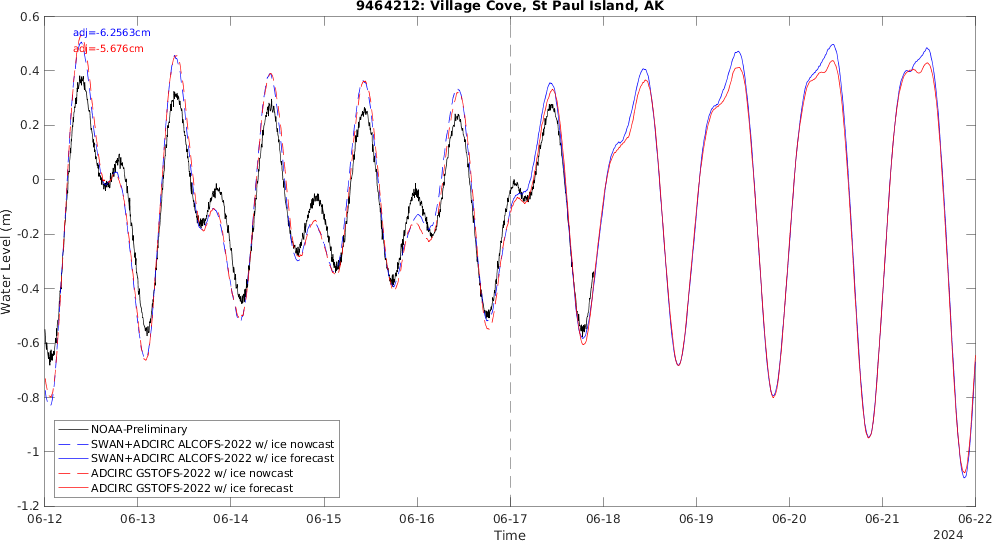 9464212: Village Cove, St Paul Island, AK
adj=-6.2563cm
adj=-5.676cm
Water Level (m)
0.6
0.4
0.2
0
-0.2
-0.4
-0.6
-0.8
-1
-1.2
NOAA-Preliminary
SWAN+ADCIRC ALCOFS-2022 w/ ice nowcast
SWAN+ADCIRC ALCOFS-2022 w/ ice forecast
ADCIRC GSTOFS-2022 w/ ice nowcast
ADCIRC GSTOFS-2022 w/ ice forecast
06-12 06-13 06-14 06-15 06-16 06-17 06-18 06-19 06-20 06-21 06-22
Time
2024